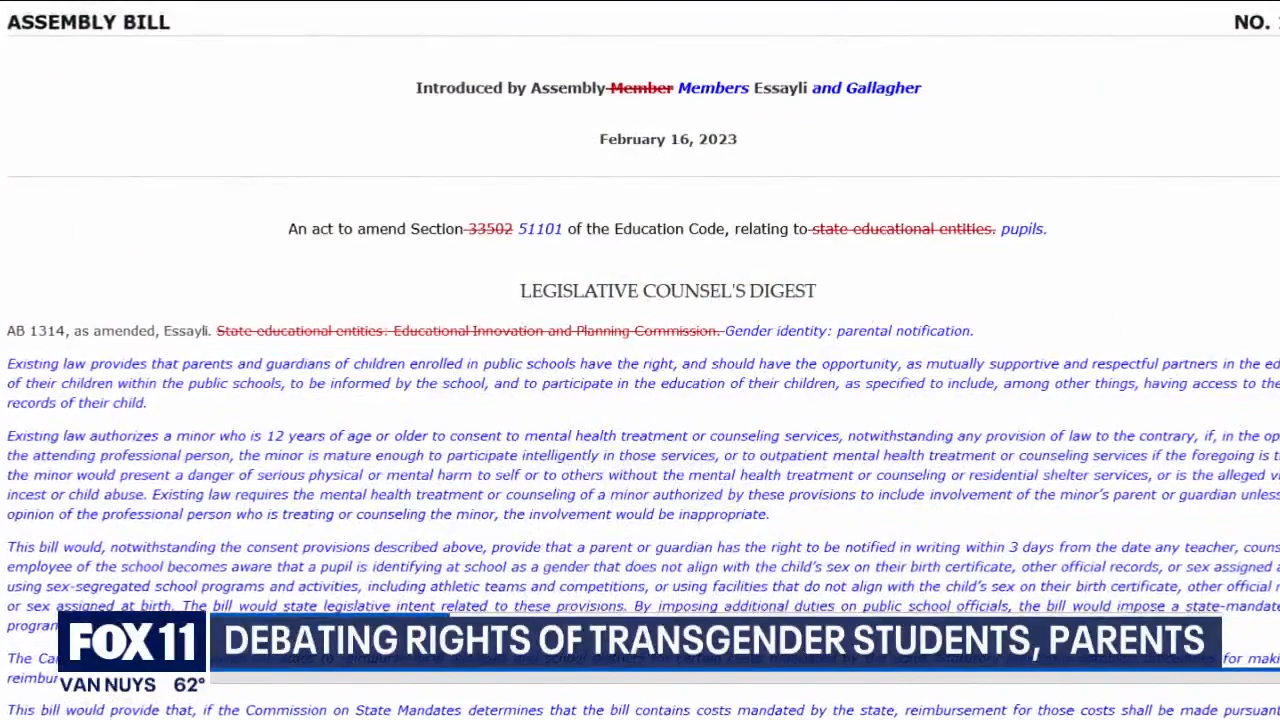 ASSEMBLY BILL NO.
Introduced by Assembly Member Members Essayli and Gallagher
February 16, 2023
An act to amend Section 33502 51101 of the Education Code, relating to state educational entities. pupils.
LEGISLATIVE COUNSEL'S DIGEST
AB 1314, as amended, Essayli. State educational entities: Educational Innovation and Planning Commission. Gender identity: parental notification.
Existing law provides that parents and guardians of children enrolled in public schools have the right, and should have the opportunity, as mutually supportive and respectful partners in the
of their children within the public schools, to be informed by the school, and to participate in the education of their children, as specified to include, among other things, having access to the
records of their child.
Existing law authorizes a minor who is 12 years of age or older to consent to mental health treatment or counseling services, notwithstanding any provision of law to the contrary, if, in the
the attending professional person, the minor is mature enough to participate intelligently in those services, or to outpatient mental health treatment or counseling services if the foregoing is
the minor would present a danger of serious physical or mental harm to self or to others without the mental health treatment or counseling or residential shelter services, or is the alleged
incest or child abuse. Existing law requires the mental health treatment or counseling of a minor authorized by these provisions to include involvement of the minor's parent or guardian unless
opinion of the professional person who is treating or counseling the minor, the involvement would be inappropriate.
This bill would, notwithstanding the consent provisions described above, provide that a parent or guardian has the right to be notified in writing within 3 days from the date any teacher,
employee of the school becomes aware that a pupil is identifying at school as a gender that does not align with the child's sex on their birth certificate, other official records, or sex assigned
using sex-segregated school programs and activities, including athletic teams and competitions, or using facilities that do not align with the child's sex on their birth certificate, other official
or sex assigned at birth. The bill would state legislative intent related to these provisions. By imposing additional duties on public school officials, the bill would impose a
FOX 11 DEBATING RIGHTS OF TRANSGENDER STUDENTS, PARENTS
VAN NUYS 62°
The for
This bill would provide that, if the Commission on State Mandates determines that the bill contains costs mandated by the state, reimbursement for those costs shall be made pursuant